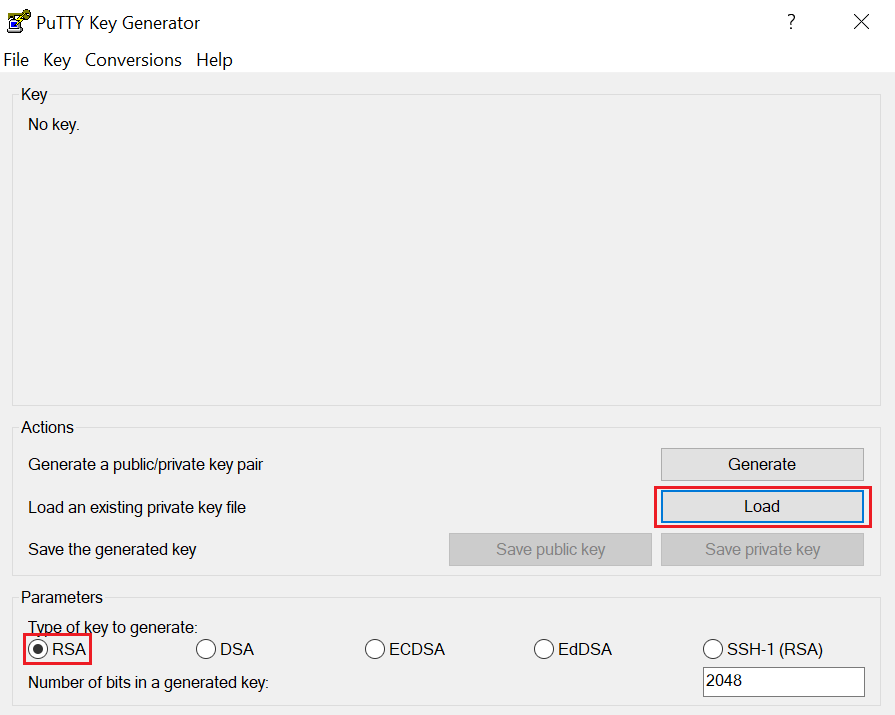 PuTTY Key Generator ?
File Key Conversions Help
Key
No key.
Actions
Generate a public/private key pair Generate
Load an existing private key file Load
Save the generated key Save public key Save private key
Parameters
Type of key to generate:
RSA DSA ECDSA EdDSA SSH-1 (RSA)
Number of bits in a generated key: 2048